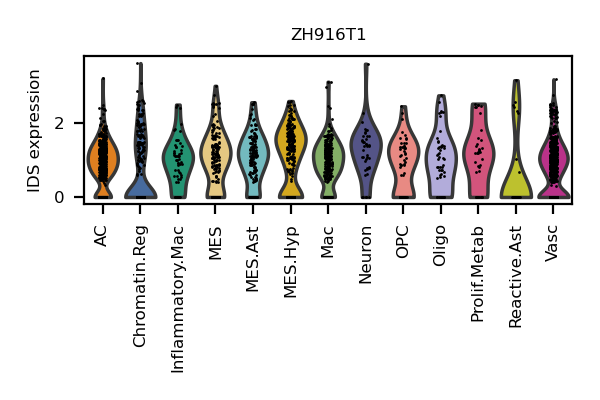 ZH916T1
IDS expression
2
0
AC
Chromatin.Reg
Inflammatory.Mac
MES
MES.Ast
MES.Hyp
Mac
Neuron
OPC
Oligo
Prolif.Metab
Reactive.Ast
Vasc